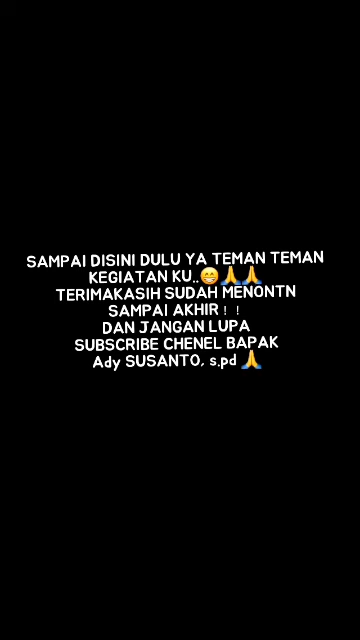 SAMPAI DISINI DULU YA TEMAN TEMAN
KEGIATAN KU..😁🙏🙏
TERIMAKASIH SUDAH MENONTN
SAMPAI AKHIR！！
DAN JANGAN LUPA
SUBSCRIBE CHENEL BAPAK
Ady SUSANTO, s.pd 🙏